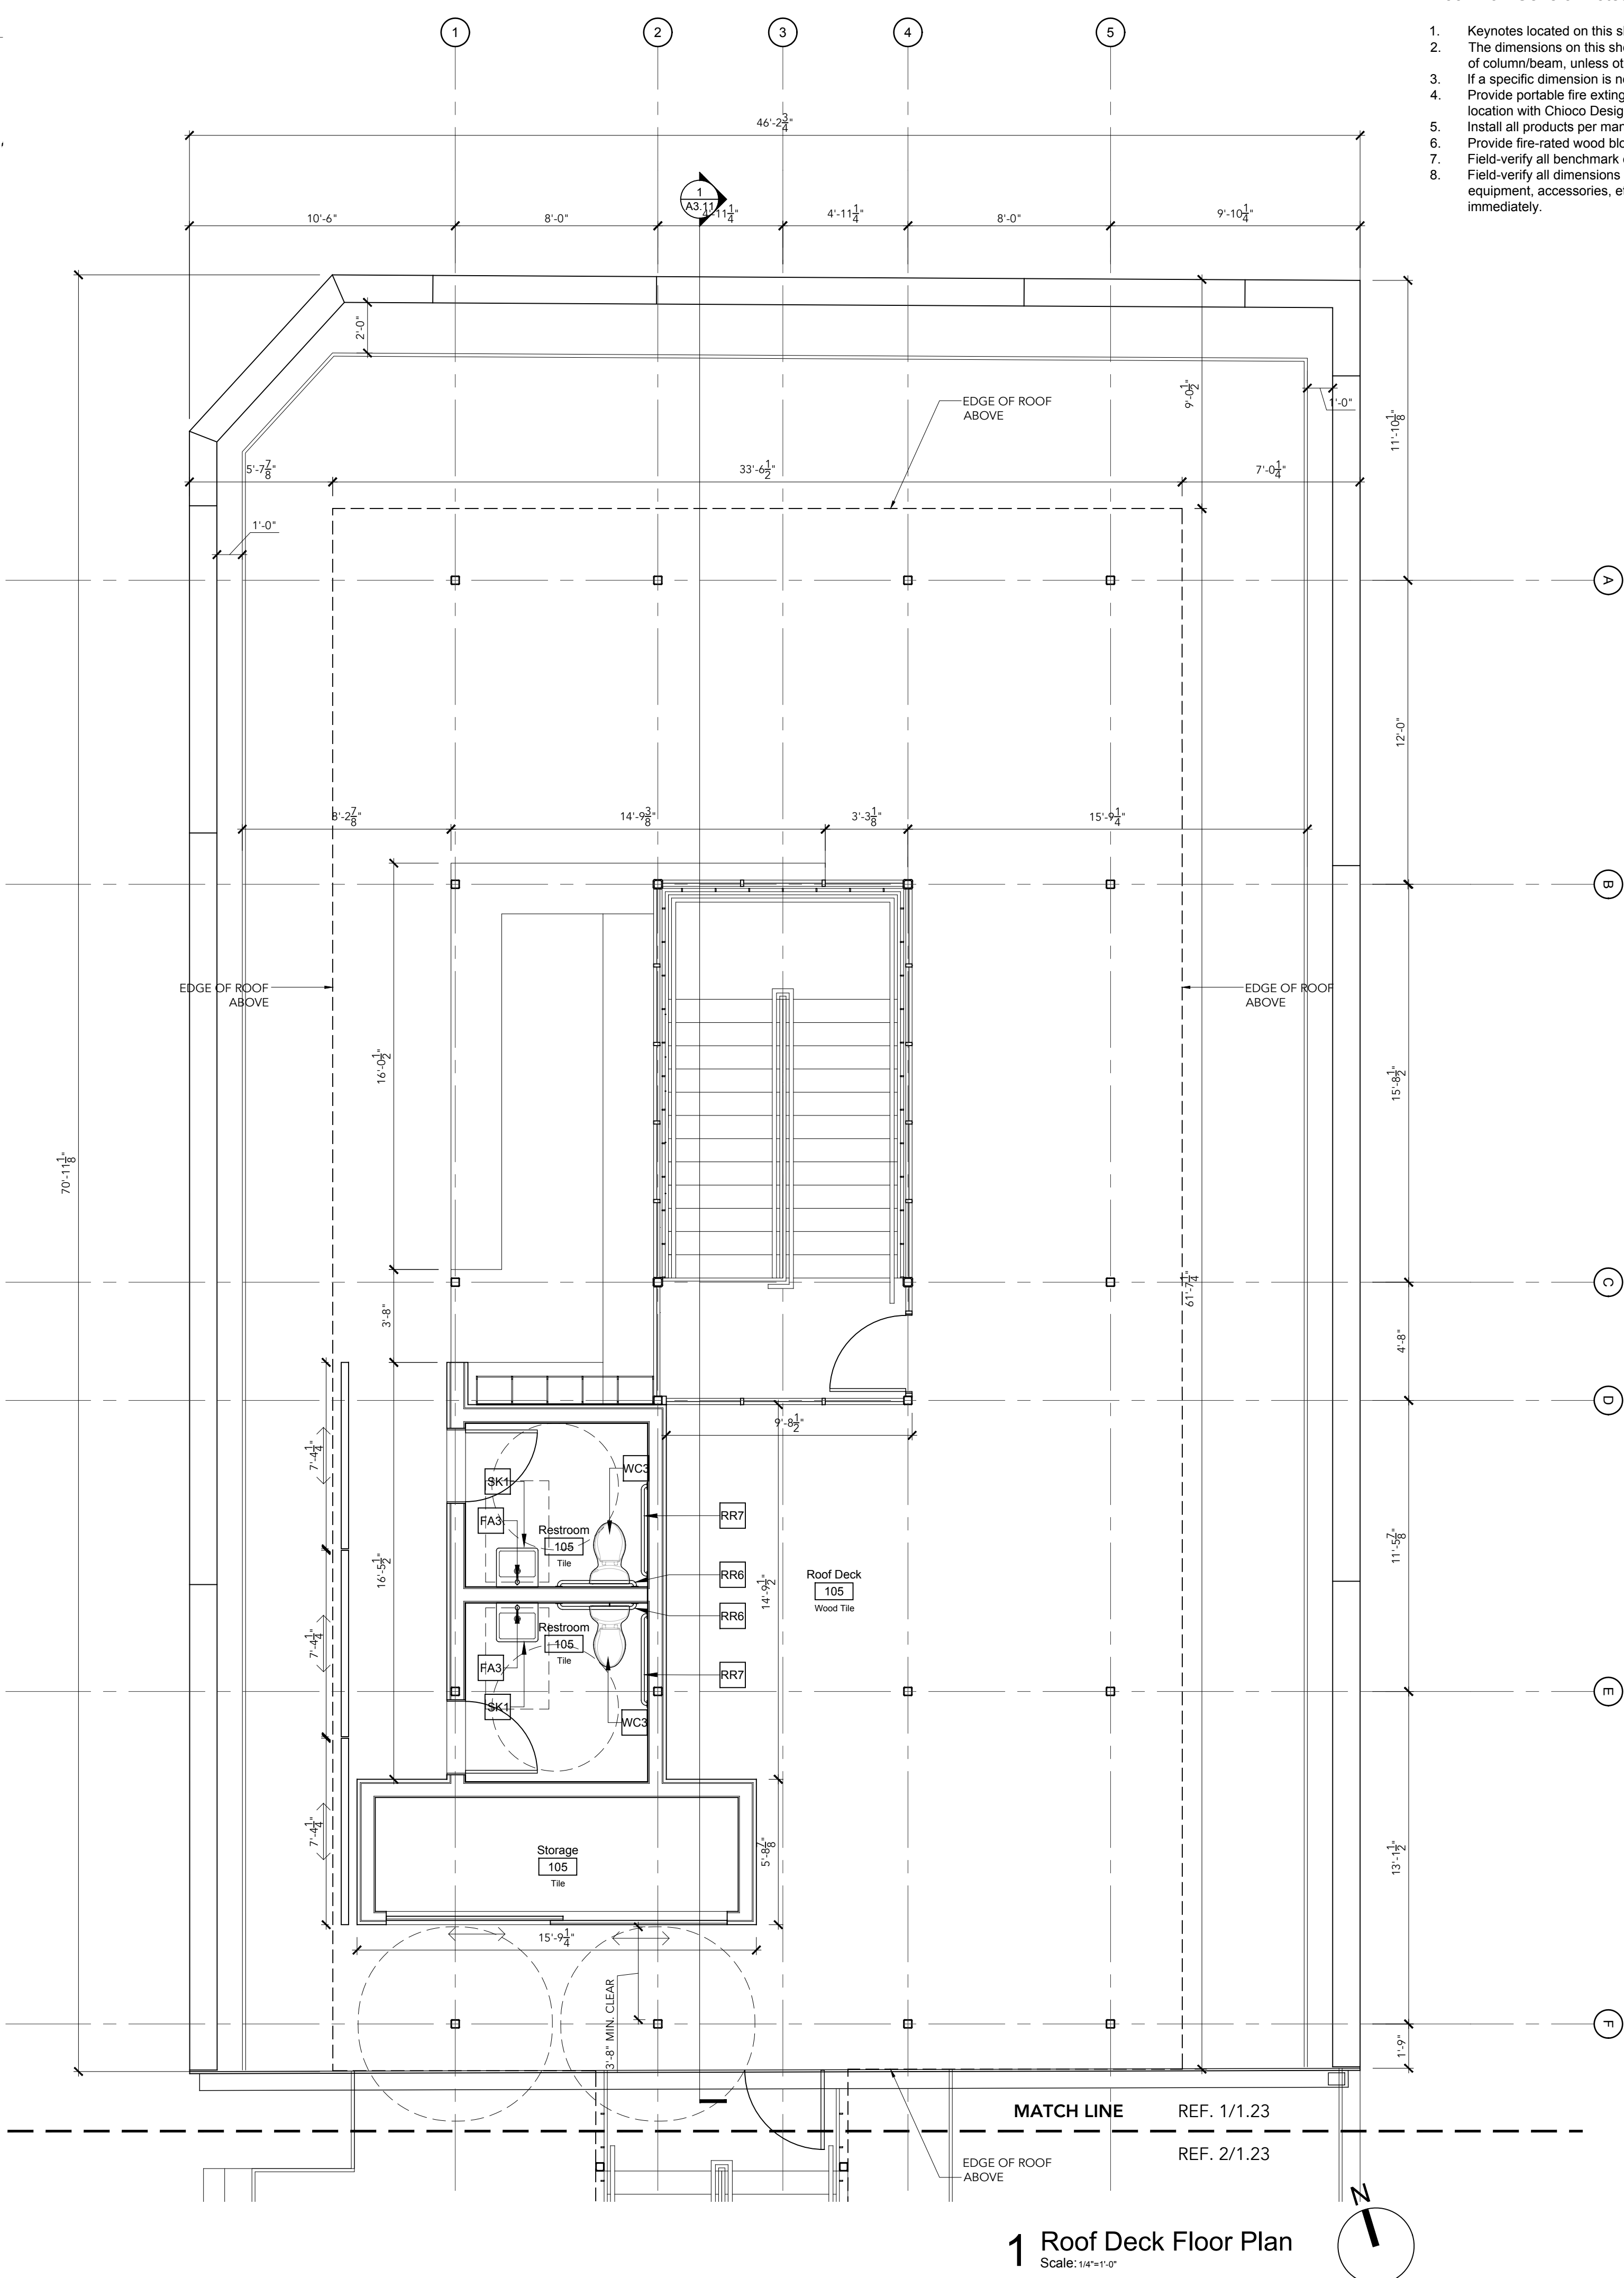 1 2 3 4 5
1. Keynotes located on this
2. The dimensions on this
of column/beam, unless
3. If a specific dimension is
4. Provide portable fire
location with Chioco
5. Install all products per
6. Provide fire-rated wood
7. Field-verify all benchmark
8. Field-verify all dimensions
equipment, accessories,
immediately.
46'-2 3/4"
1
A3.11
10'-6" 8'-0" 4'-11 1/4" 4'-11 1/4" 8'-0" 9'-10 1/4"
2'-0"
9'-0 1/2"
1'-0"
11'-10 1/8"
EDGE OF ROOF
ABOVE
5'-7 7/8" 33'-6 1/2" 7'-0 1/4"
1'-0"
A
12'-0"
8'-2 7/8" 14'-9 3/8" 3'-3 1/8" 15'-9 1/4"
B
EDGE OF ROOF
ABOVE
EDGE OF ROOF
ABOVE
16'-0 1/2"
15'-8 1/2"
70'-11 1/8"
61'-7 1/4"
C
3'-8"
4'-8"
D
9'-8 1/2"
7'-4 1/4"
WC3
SK1
FA3
RR7
Restroom
105
Tile
16'-5 1/2"
RR6
14'-9 1/2"
Roof Deck
105
Wood Tile
11'-5 7/8"
RR6
Restroom
105
Tile
7'-4 1/4"
FA3
RR7
SK1
WC3
E
7'-4 1/4"
Storage
105
Tile
5'-8 7/8"
13'-1 1/2"
15'-9 1/4"
3'-8" MIN. CLEAR
F
1'-9"
MATCH LINE REF. 1/1.23
REF. 2/1.23
EDGE OF ROOF
ABOVE
N
1 Roof Deck Floor Plan
Scale: 1/4"=1'-0"